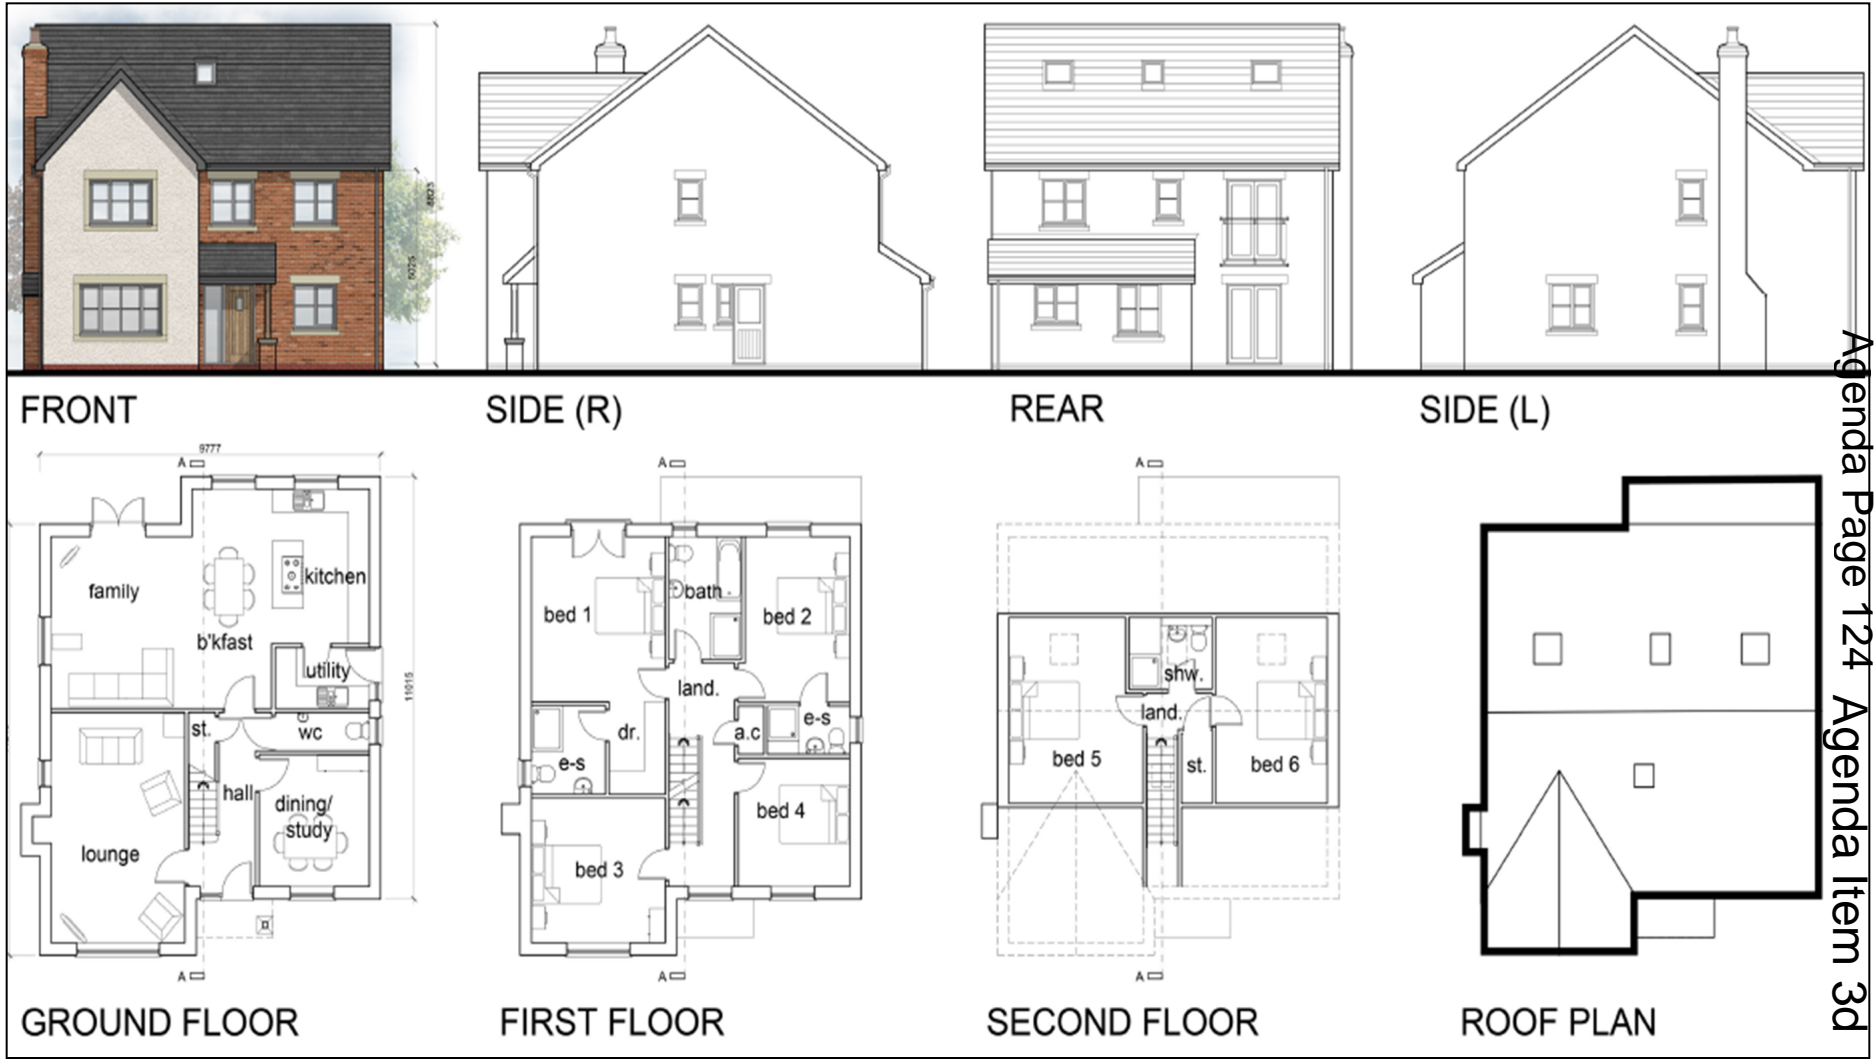 8823
5025
FRONT
SIDE (R)
REAR
SIDE (L)
9777
A
11015
family
kitchen
b'kfast
utility
st.
wc
hall
dining/
study
lounge
A
GROUND FLOOR
A
bed 1
bath
bed 2
land.
dr.
a.c
e-s
e-s
bed 4
bed 3
A
FIRST FLOOR
A
shw.
land.
bed 5
st.
bed 6
A
SECOND FLOOR
ROOF PLAN
Agenda Page 124 Agenda Item 3d